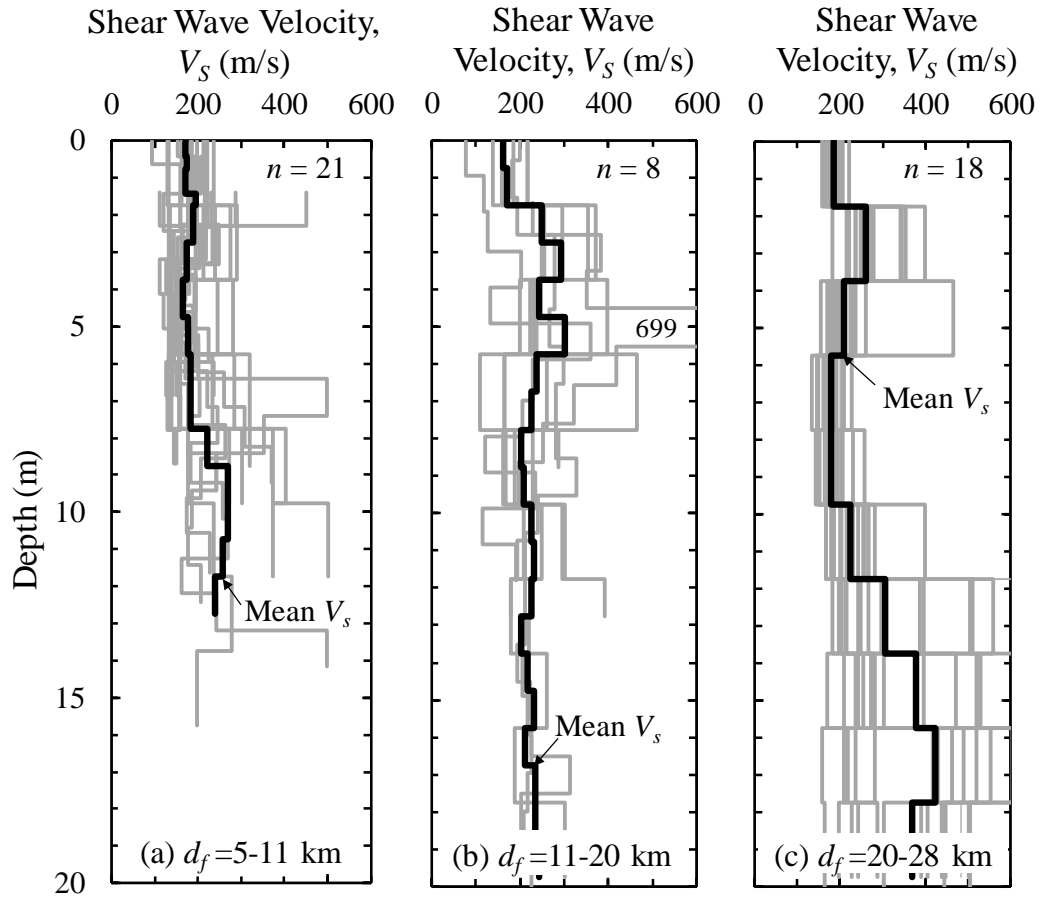 Shear Wave Velocity,
V_S (m/s)
0 200 400 600
Shear Wave
Velocity, V_S (m/s)
0 200 400 600
Shear Wave
Velocity, V_S (m/s)
0 200 400 600
Depth (m)
0
5
10
15
20
n = 21
Mean V_s
(a) d_f =5-11 km
n = 8
699
Mean V_s
(b) d_f =11-20 km
n = 18
Mean V_s
(c) d_f =20-28 km